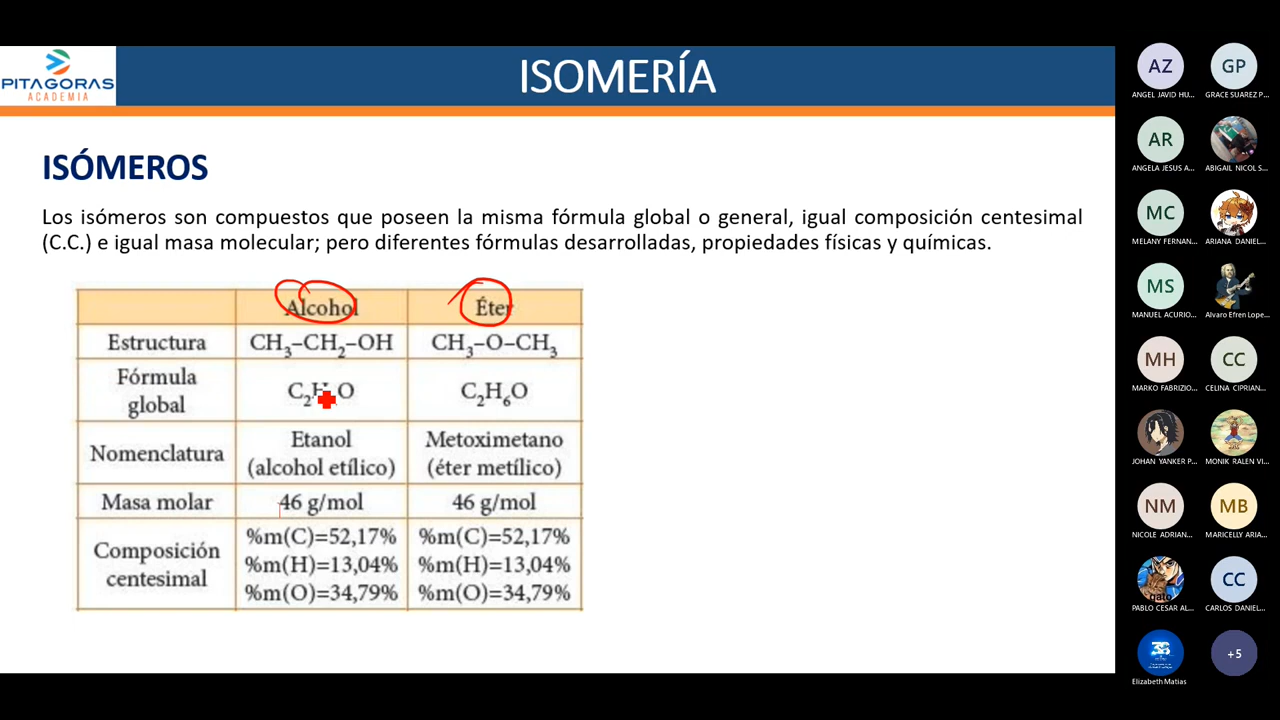 PITAGORAS
ACADEMIA
ISOMERÍA
ISÓMEROS
Los isómeros son compuestos que poseen la misma fórmula global o general, igual composición centesimal
(C.C.) e igual masa molecular; pero diferentes fórmulas desarrolladas, propiedades físicas y químicas.
Alcohol Éter
Estructura CH₃–CH₂–OH CH₃–O–CH₃
Fórmula global C₂H O C₂H₆O
Nomenclatura Etanol (alcohol etílico) Metoximetano (éter metílico)
Masa molar 46 g/mol 46 g/mol
Composición centesimal
%m(C)=52,17% %m(C)=52,17%
%m(H)=13,04% %m(H)=13,04%
%m(O)=34,79% %m(O)=34,79%
AZ GP
ANGEL JAVID HU... GRACE SUAREZ P...
AR
ANGELA JESUS A... ABIGAIL NICOL S...
MC
MELANY FERNAN... ARIANA DANIEL...
MS
MANUEL ACURIO... Alvaro Efren Lope...
MH CC
MARKO FABRIZIO... CELINA CIPRIAN...
JOHAN YANKER P... MONIK RALEN VI...
NM MB
NICOLE ADRIAN... MARICELLY ARIA...
gato CC
PABLO CESAR AL... CARLOS DANIEL...
+5
Elizabeth Matias